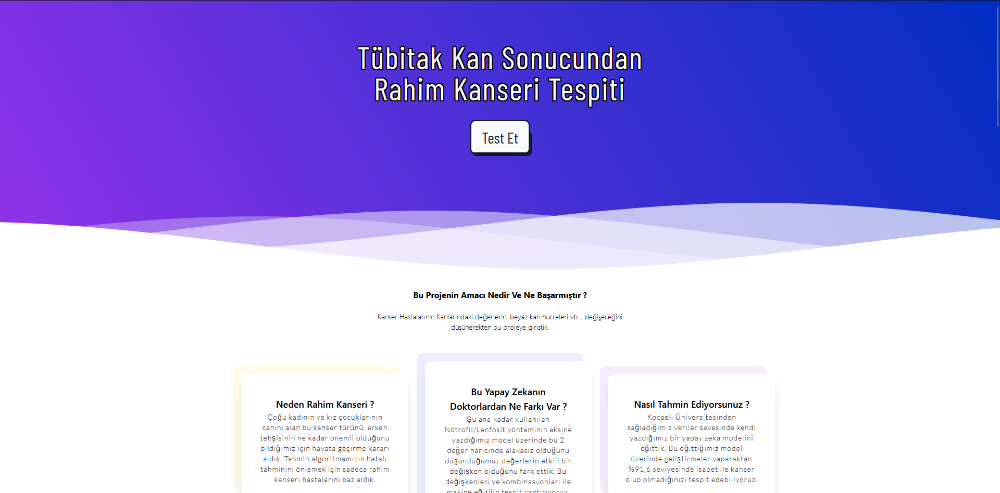 Tübitak Kan Sonucundan
Rahim Kanseri Tespiti
Test Et
Bu Projenin Amacı Nedir Ve Ne Başarmıştır ?
Kanser Hastalarının Kanlarındaki değerlerin, beyaz kan hücreleri vb. , değişeceğini
düşünerekten bu projeye giriştik.
Neden Rahim Kanseri ?
Çoğu kadının ve kız çocuklarının
canını alan bu kanser türünü, erken
tehşisinin ne kadar önemli olduğunu
bildiğimiz için hayata geçirme kararı
aldık. Tahmin algoritmamızın hatalı
tahminini önlemek için sadece rahim
kanseri hastalarını baz aldık.
Bu Yapay Zekanın
Doktorlardan Ne Farkı Var ?
Şu ana kadar kullanılan
Nötrofil/Lenfosit yönteminin aksine
yazdığımız model üzerinde bu 2
değer haricinde alakasız olduğunu
düşündüğümüz değerlerin etkili bir
değişken olduğunu fark ettik. Bu
değişkenleri ve kombinasyonları ile
makine eğitilip tespit yaptırıyoruz.
Nasıl Tahmin Ediyorsunuz ?
Kocaeli Üniversitesinden
sağladığımız veriler sayesinde kendi
yazdığımız bir yapay zeka modelini
eğittik. Bu eğittiğimiz model
üzerinde geliştirmeler yaparaktan
%91,6 seviyesinde isabet ile kanser
olup olmadığınızı tespit edebiliyoruz.